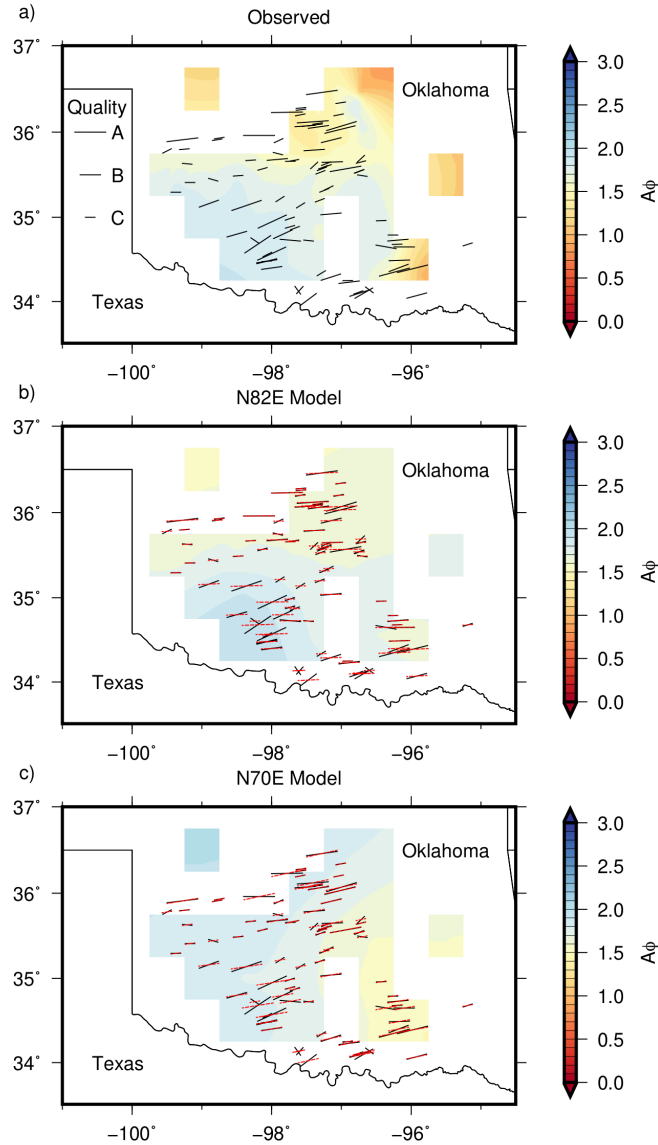 a)
Observed
37°
36°
35°
34°
Oklahoma
Quality
A
B
C
Texas
−100
−98
−96
3.0
2.5
2.0
1.5
1.0
0.5
0.0
Aϕ
b)
N82E Model
37°
36°
35°
34°
Oklahoma
Texas
−100°
−98°
−96°
3.0
2.5
2.0
1.5
1.0
0.5
0.0
Aϕ
c)
N70E Model
37°
36°
35°
34°
Oklahoma
Texas
−100°
−98°
−96°
3.0
2.5
2.0
1.5
1.0
0.5
0.0
Aϕ